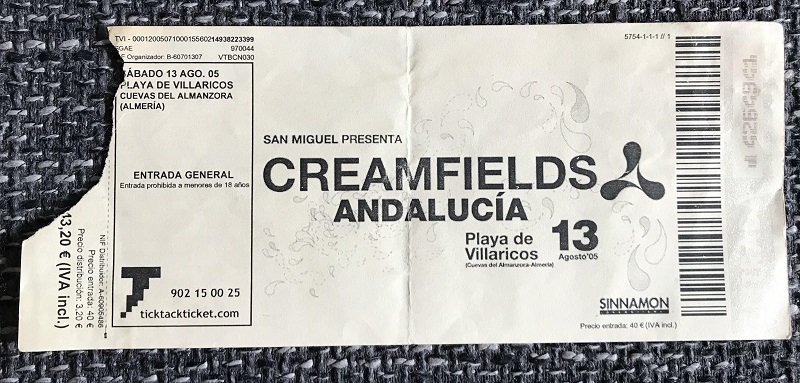 TVI - 0001200507100015560214938223399
EGAE 970044
Organizador: B-60701307 VTBCN030
5754-1-1-1 // 1
SÁBADO 13 AGO. 05
PLAYA DE VILLARICOS
CUEVAS DEL ALMANZORA
(ALMERÍA)
ENTRADA GENERAL
Entrada prohibida a menores de 18 años
902 15 00 25
ticktackticket.com
SAN MIGUEL PRESENTA
CREAMFIELDS
ANDALUCÍA
Playa de
Villaricos
(Cuevas del Almanzora-Almería)
13
Agosto'05
SINNAMON
Precio entrada: 40 € (IVA incl.)
NIF Distribuidor: A-60905486
Precio entrada: 40 €
Precio distribución: 3,20 €
43,20 € (IVA incl.)